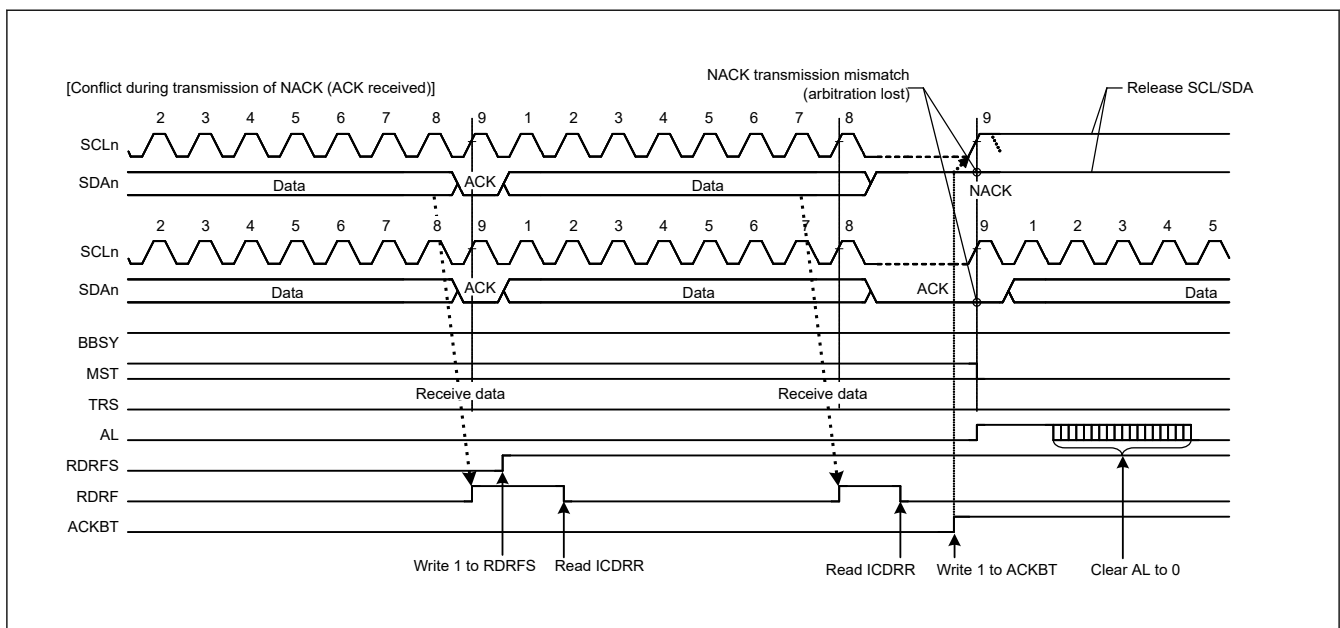 [Conflict during transmission of NACK (ACK received)]
NACK transmission mismatch
(arbitration lost)
Release SCL/SDA
2 3 4 5 6 7 8 9 1 2 3 4 5 6 7 8 9
SCLn
SDAn Data ACK Data NACK
2 3 4 5 6 7 8 9 1 2 3 4 5 6 7 8 9 1 2 3 4 5
SCLn
SDAn Data ACK Data ACK Data
BBSY
MST
Receive data Receive data
TRS
AL
RDRFS
RDRF
ACKBT
Write 1 to RDRFS Read ICDRR Read ICDRR Write 1 to ACKBT Clear AL to 0